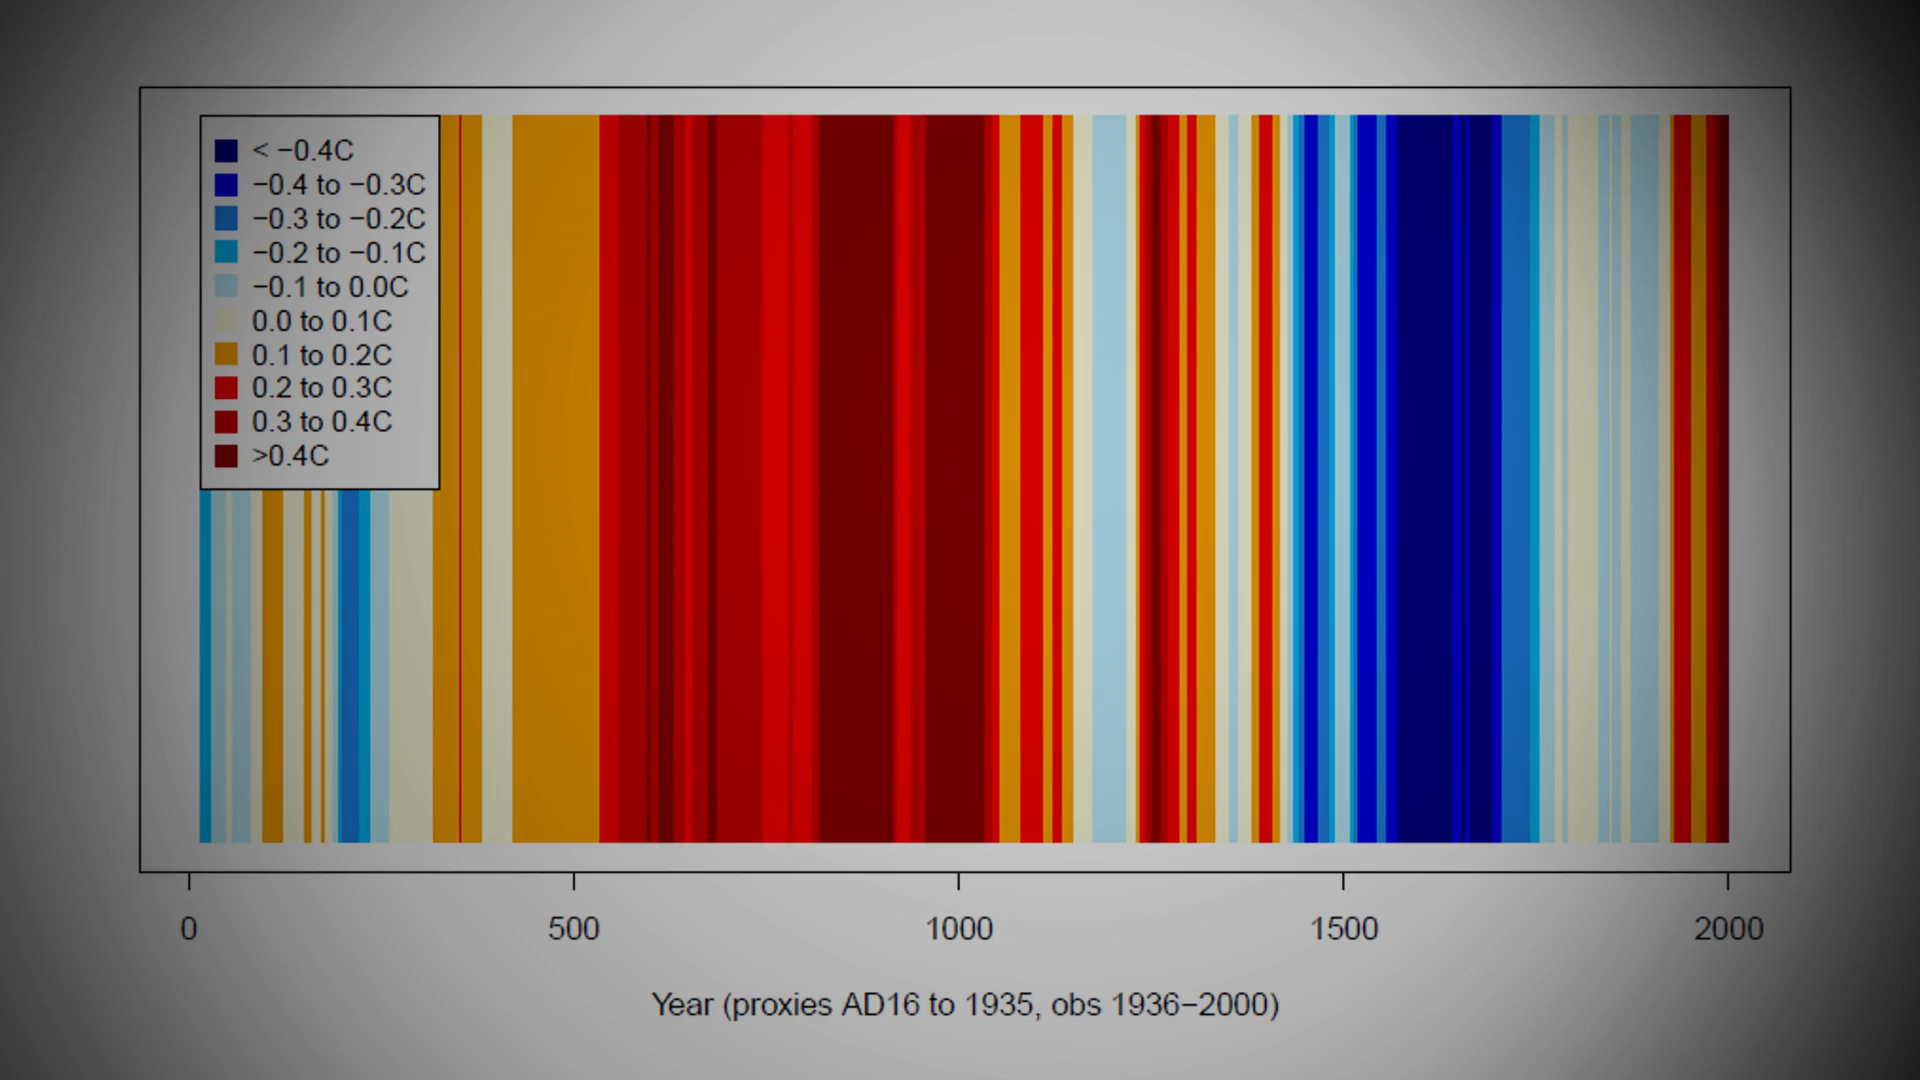 < −0.4C
−0.4 to −0.3C
−0.3 to −0.2C
−0.2 to −0.1C
−0.1 to 0.0C
0.0 to 0.1C
0.1 to 0.2C
0.2 to 0.3C
0.3 to 0.4C
>0.4C
0 500 1000 1500 2000
Year (proxies AD16 to 1935, obs 1936−2000)